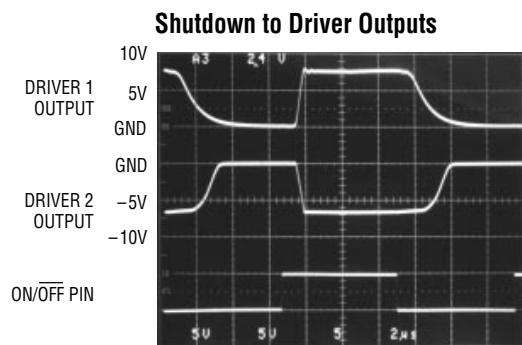 Shutdown to Driver Outputs
10V
A3 2.4 V
DRIVER 1
OUTPUT
5V
GND
GND
DRIVER 2
OUTPUT
–5V
–10V
ON/OFF PIN
5V 5V 5 2µs